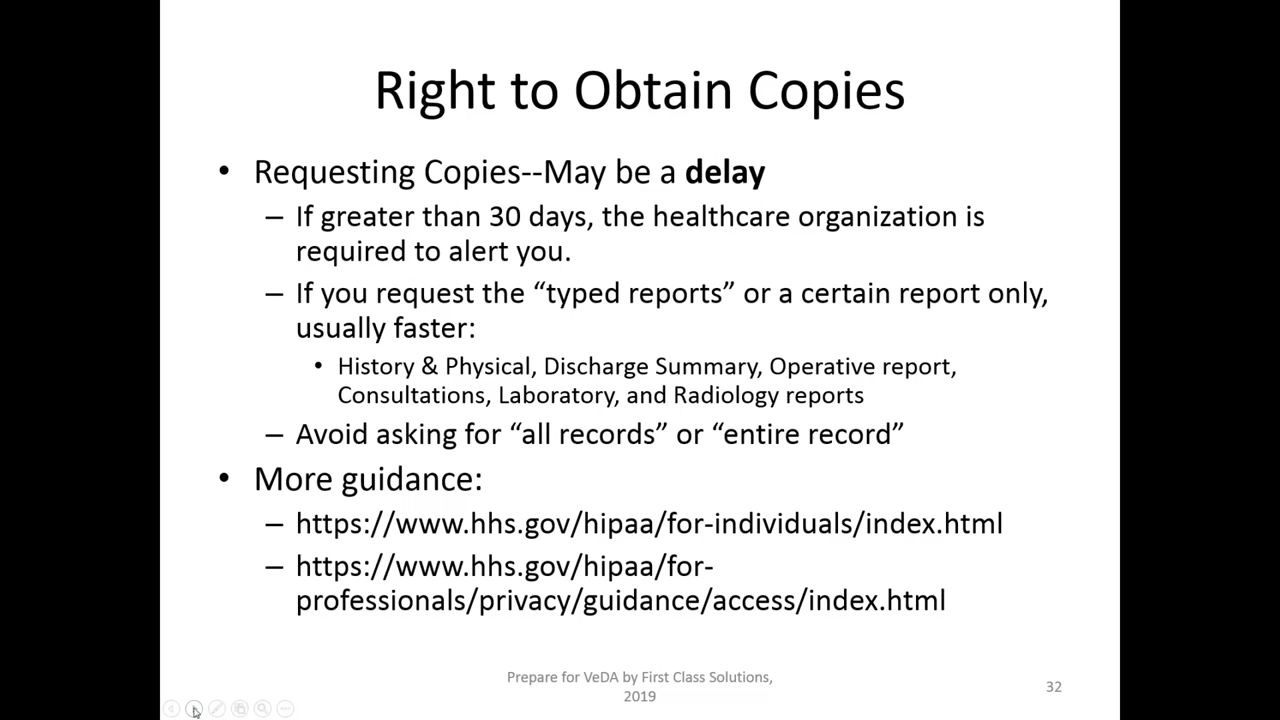 Right to Obtain Copies
• Requesting Copies--May be a delay
– If greater than 30 days, the healthcare organization is
required to alert you.
– If you request the “typed reports” or a certain report only,
usually faster:
• History & Physical, Discharge Summary, Operative report,
Consultations, Laboratory, and Radiology reports
– Avoid asking for “all records” or “entire record”
• More guidance:
– https://www.hhs.gov/hipaa/for-individuals/index.html
– https://www.hhs.gov/hipaa/for-
professionals/privacy/guidance/access/index.html
Prepare for VeDA by First Class Solutions,
2019
32